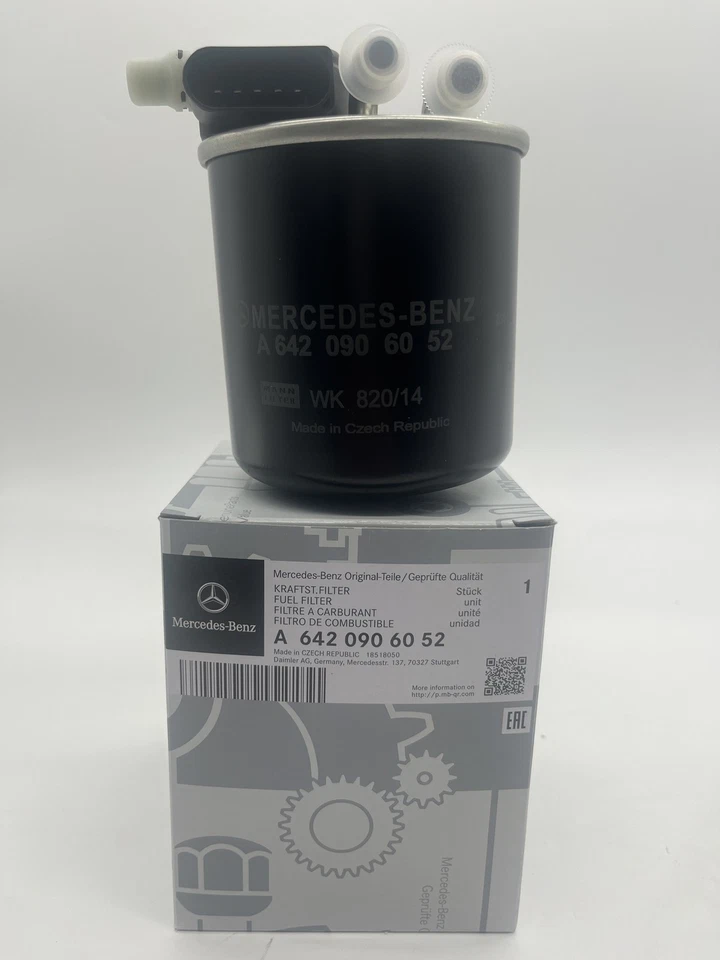 MERCEDES-BENZ
A 642 090 60 52
MANN FILTER WK 820/14
Made in Czech Republic
Mercedes-Benz
Mercedes-Benz Original-Teile/Geprüfte Qualität
KRAFTST.FILTER Stück 1
FUEL FILTER unit
FILTRE A CARBURANT unité
FILTRO DE COMBUSTIBLE unidad
A 642 090 60 52
Made in CZECH REPUBLIC 18518050
Daimler AG, Germany, Mercedesstr. 137, 70327 Stuttgart
More information on
http://p.mb-qr.com
EAC
Mercedes-Benz
Geprüfte